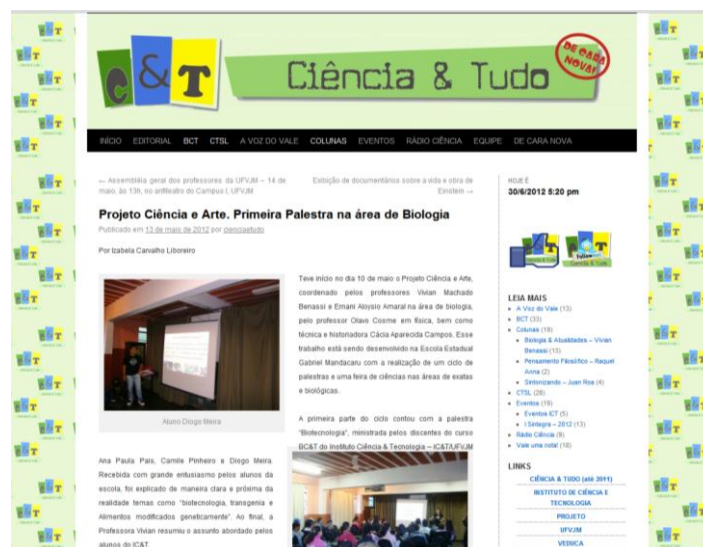 C&T Ciência & Tudo
DE CARA
NOVA!
INÍCIO EDITORIAL BCT CTSL A VOZ DO VALE COLUNAS EVENTOS RÁDIO CIÊNCIA EQUIPE DE CARA NOVA
← Assembléia geral dos professores da UFVJM – 14 de
maio, às 13h, no anfiteatro do Campus I, UFVJM
Exibição de documentários sobre a vida e obra de
Einstein →
Projeto Ciência e Arte. Primeira Palestra na área de Biologia
Publicado em 13 de maio de 2012 por cienciaetudo
Por Izabela Carvalho Liboreiro
Teve início no dia 10 de maio o Projeto Ciência e Arte,
coordenado pelos professores Vivian Machado
Benassi e Ernani Aloysio Amaral na área de biologia,
pelo professor Olavo Cosme em física, bem como
técnica e historiadora Cácia Aparecida Campos. Esse
trabalho está sendo desenvolvido na Escola Estadual
Gabriel Mandacaru com a realização de um ciclo de
palestras e uma feira de ciências nas áreas de exatas
e biológicas.
Aluno Diogo Meira
A primeira parte do ciclo contou com a palestra
"Biotecnologia", ministrada pelos discentes do curso
BC&T do Instituto Ciência & Tecnologia – IC&T/UFVJM
Ana Paula Pais, Camile Pinheiro e Diogo Meira.
Recebida com grande entusiasmo pelos alunos da
escola, foi explicado de maneira clara e próxima da
realidade temas como "biotecnologia, transgenia e
Alimentos modificados geneticamente". Ao final, a
Professora Vivian resumiu o assunto abordado pelos
alunos do IC&T.
HOJE É
30/6/2012 5:20 pm
Ciência & Tudo
LEIA MAIS
A Voz do Vale (13)
BCT (33)
Colunas (19)
Biologia & Atualidades – Vivian
Benassi (13)
Pensamento Filosófico – Raquel
Anna (2)
Sintonizando – Juan Roa (4)
CTSL (26)
Eventos (19)
Eventos ICT (5)
I Sintegra – 2012 (13)
Rádio Ciência (9)
Vale uma nota! (18)
LINKS
CIÊNCIA & TUDO (até 2011)
INSTITUTO DE CIÊNCIA E
TECNOLOGIA
PROJETO
UFVJM
VEDUCA